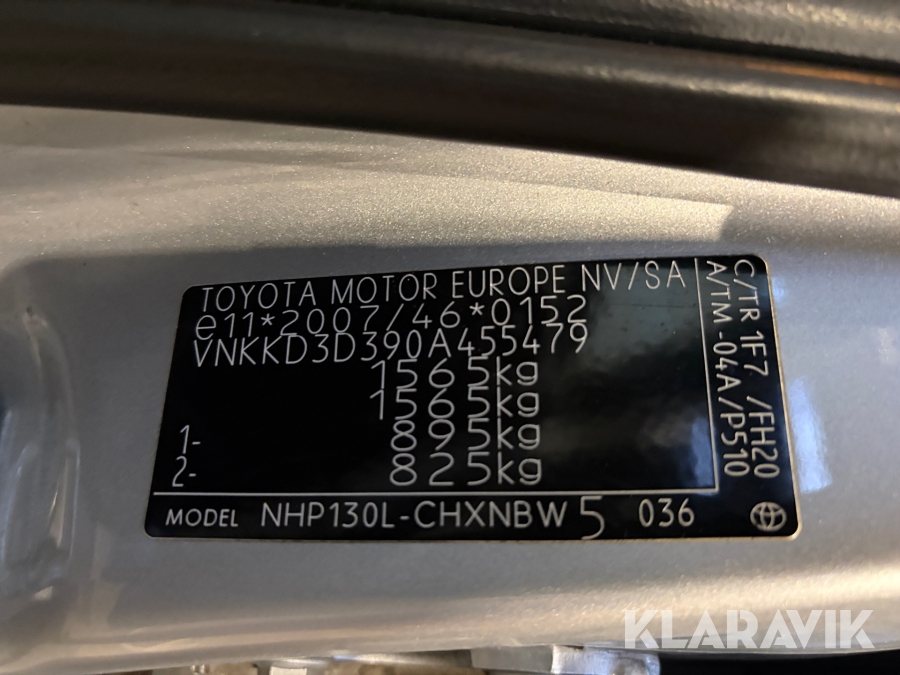 TOYOTA MOTOR EUROPE NV/SA
e11*2007/46*0152
VNKKD3D390A455479
1565kg
1565kg
1- 895kg
2- 825kg
MODEL NHP130L-CHXNBW 5 036
C/TR 1F7 /FH20
A/TM -04A/P510
KLARAVIK